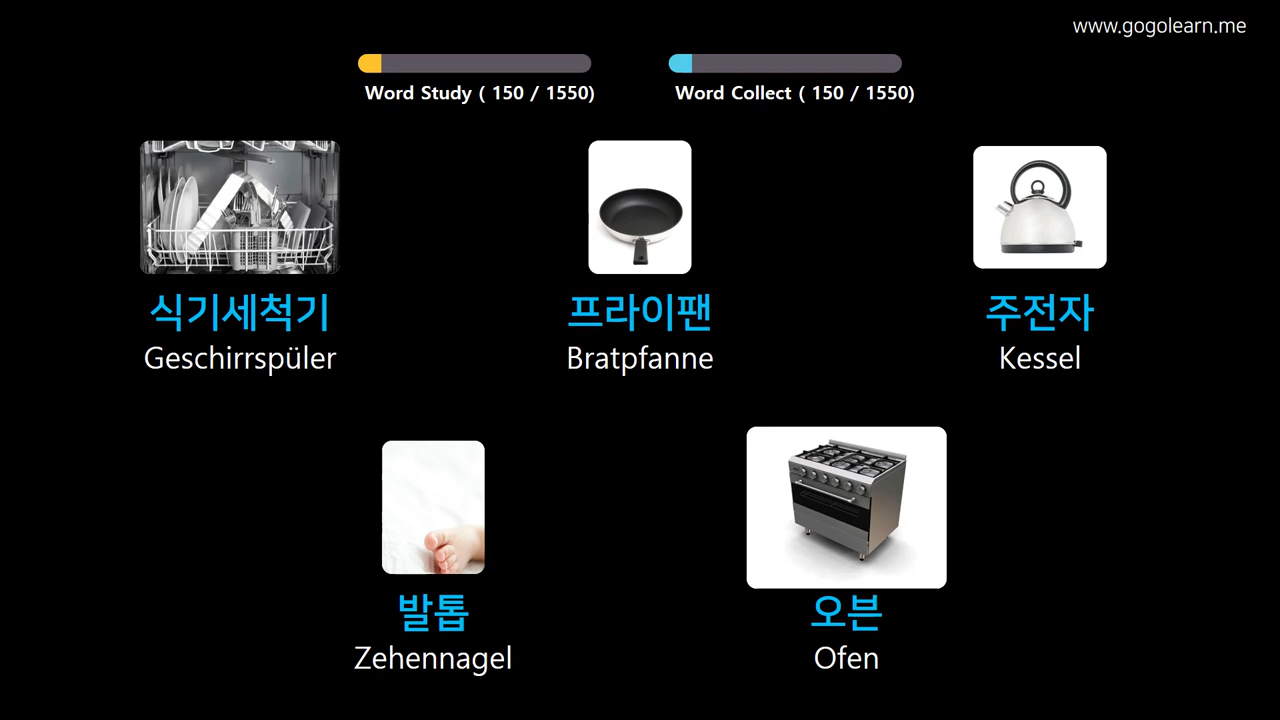 www.gogolearn.me
Word Study ( 150 / 1550)
Word Collect ( 150 / 1550)
식기세척기
Geschirrspüler
프라이팬
Bratpfanne
주전자
Kessel
발톱
Zehennagel
오븐
Ofen